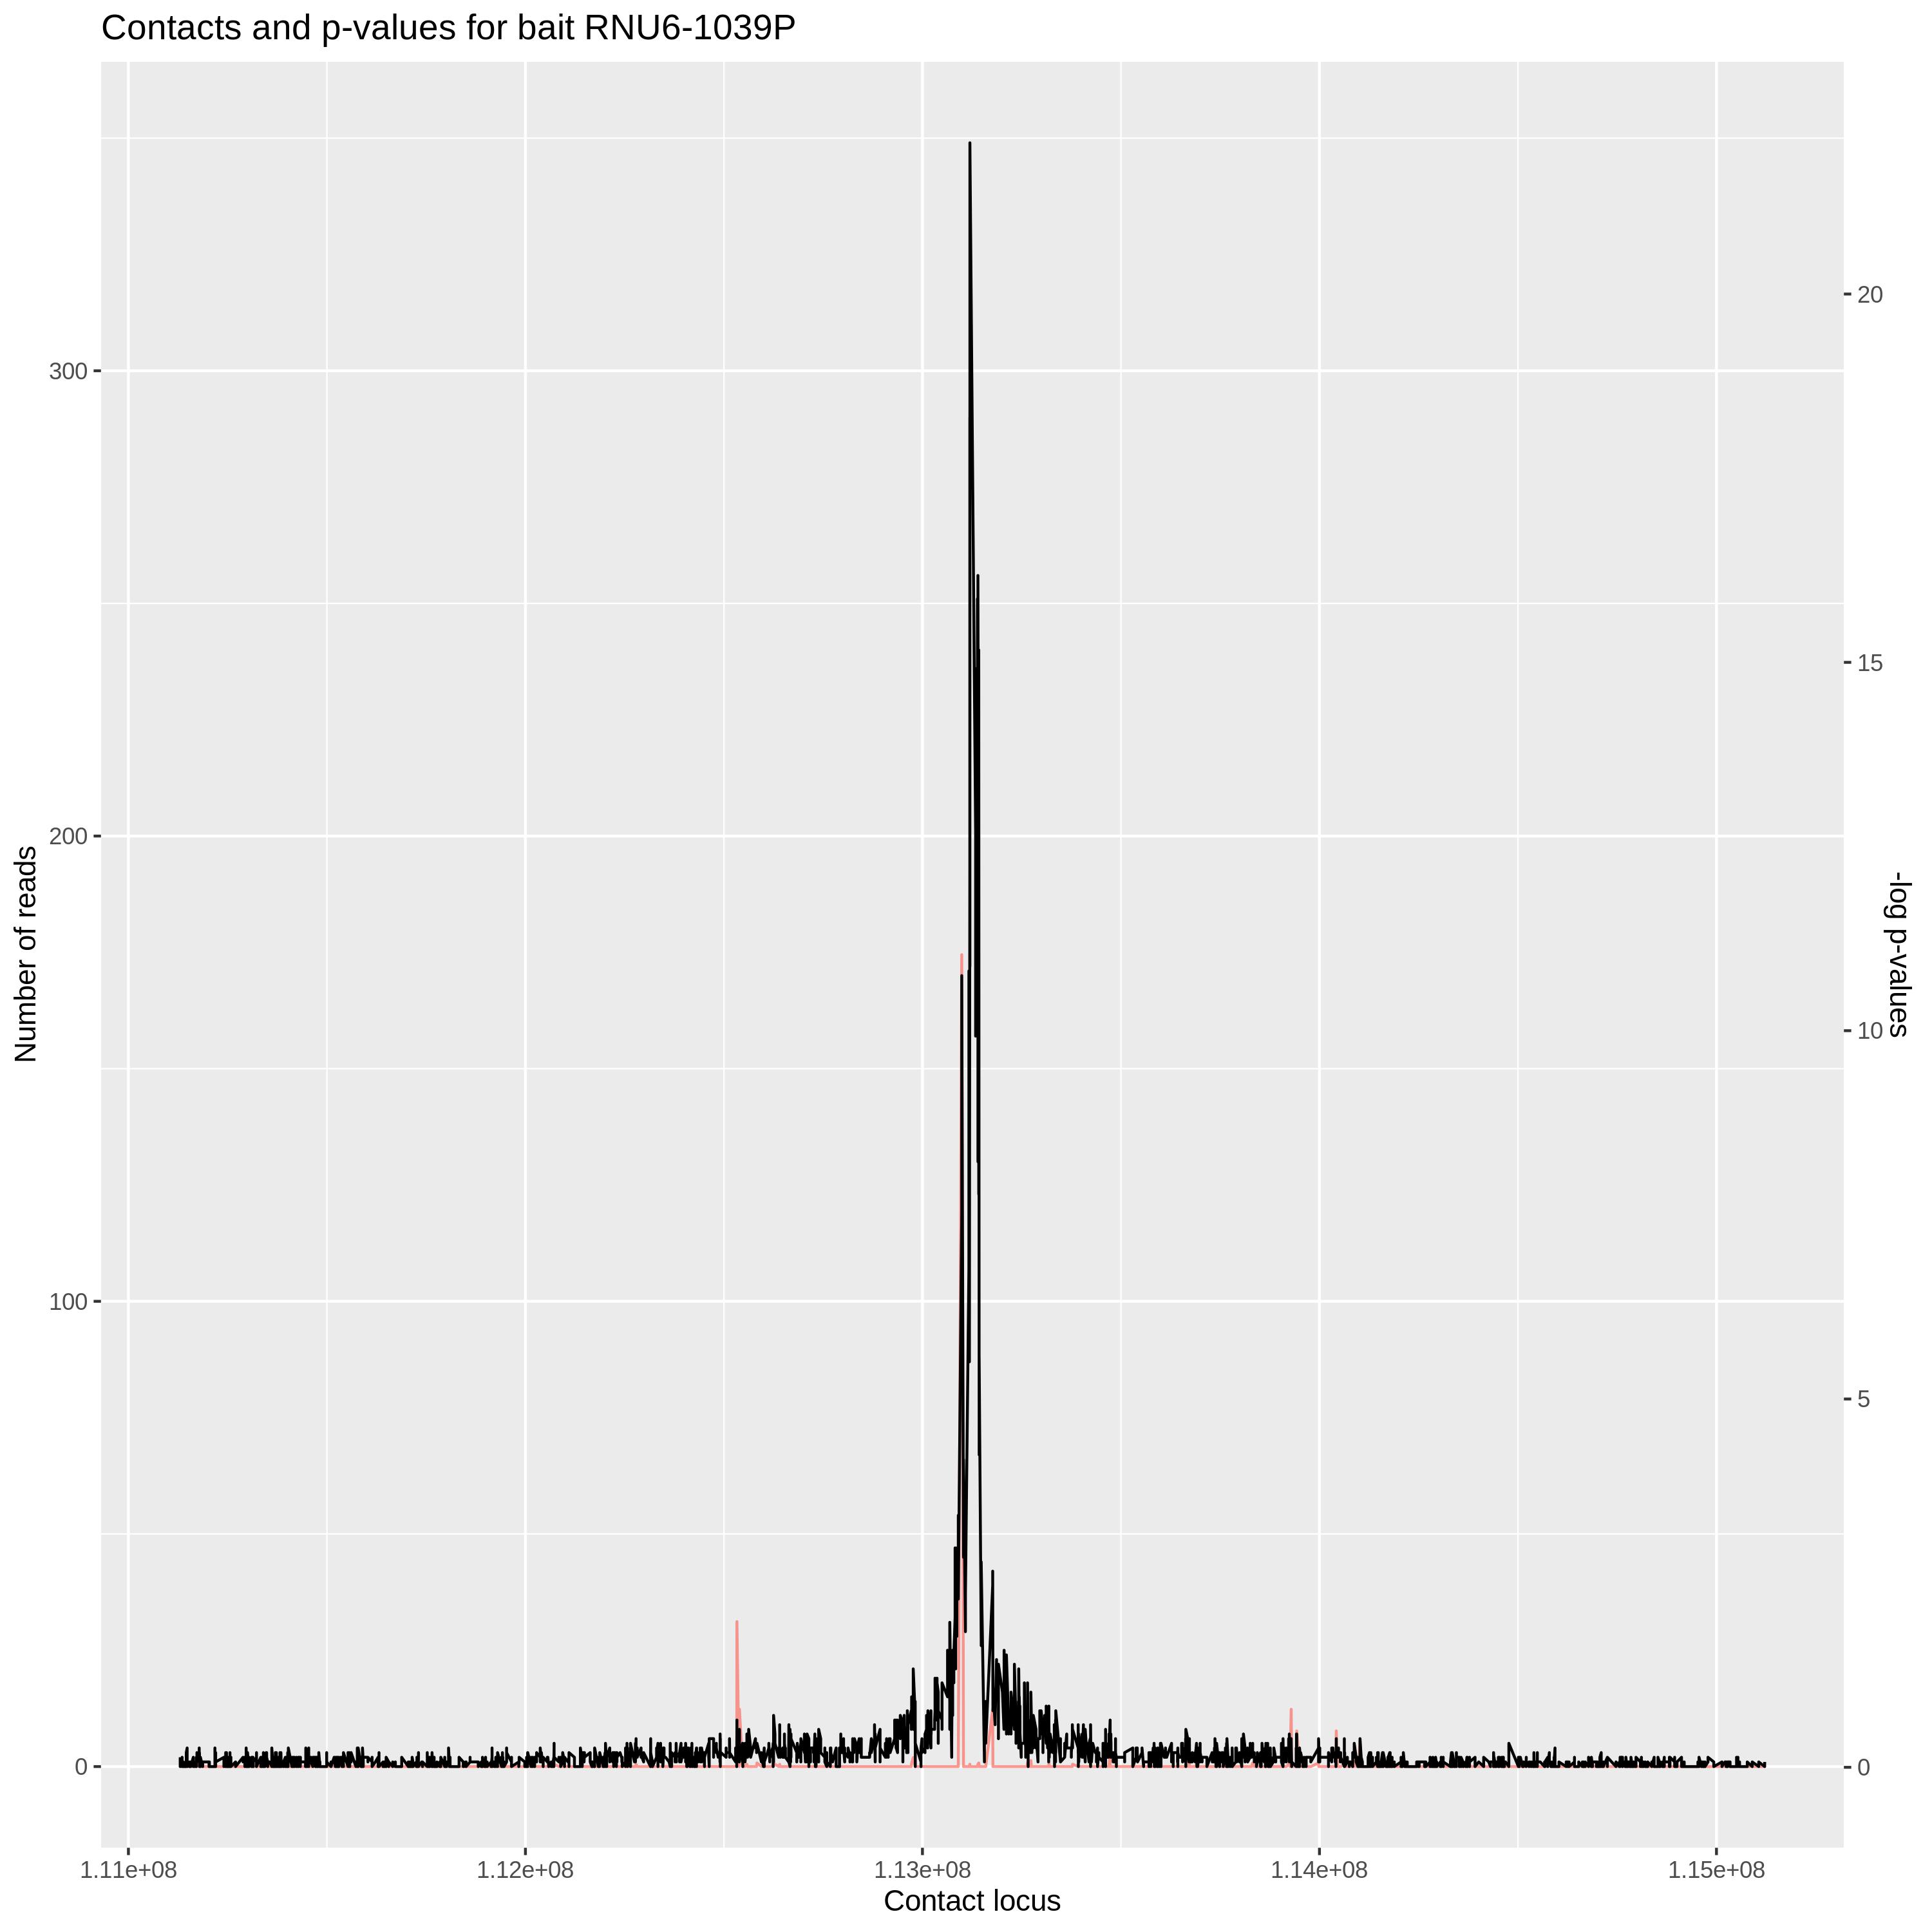 Contacts and p-values for bait RNU6-1039P
Number of reads
300
200
100
0
20
15
10
5
0
-log p-values
1.11e+08
1.12e+08
1.13e+08
1.14e+08
1.15e+08
Contact locus